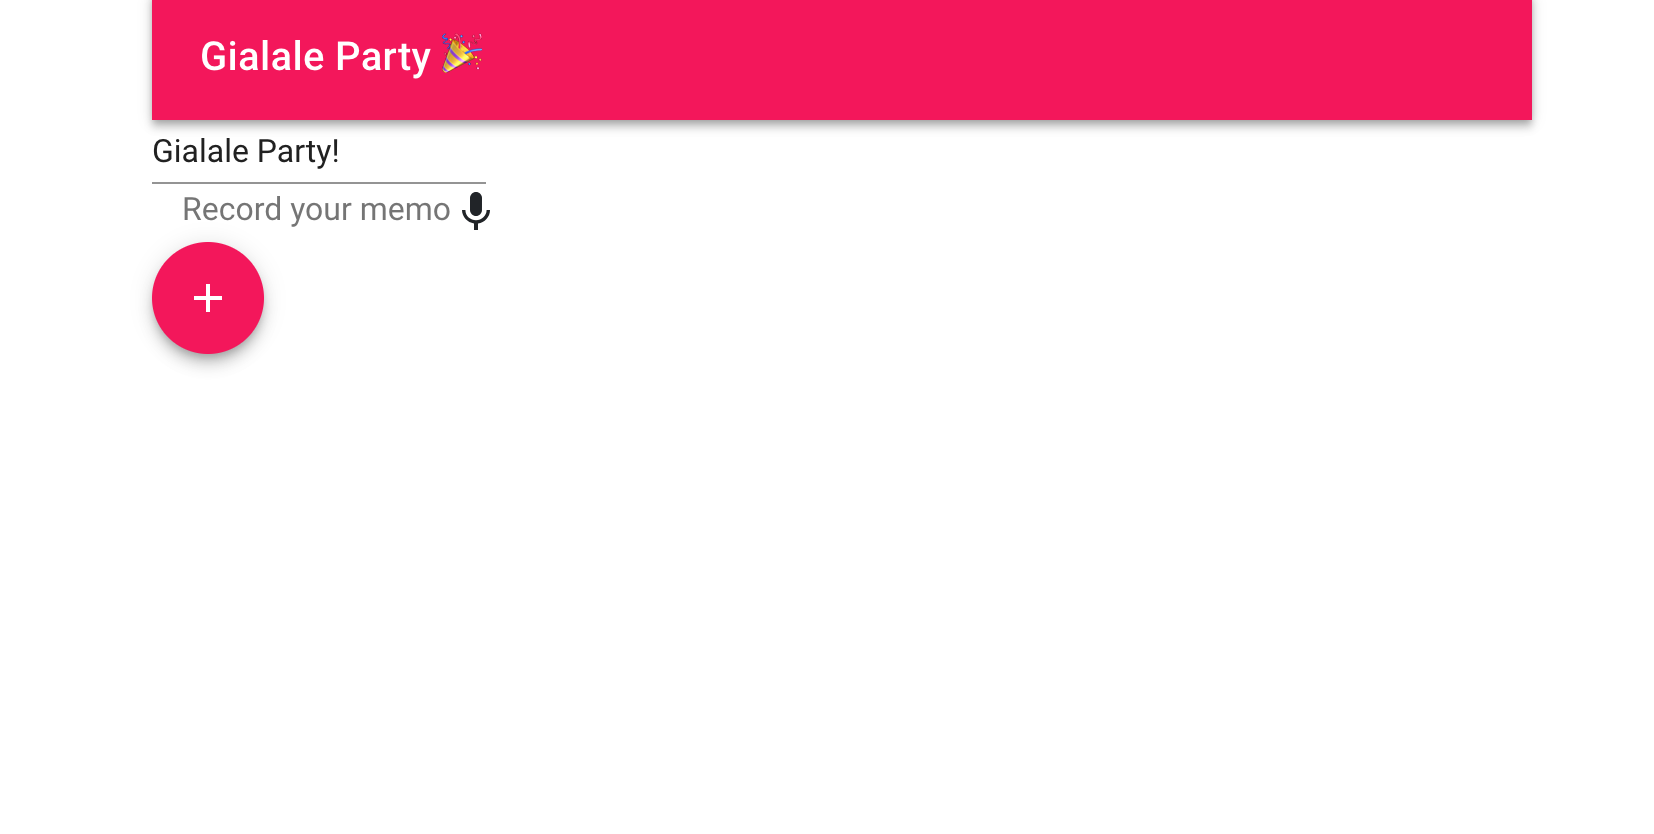 Gialale Party 🎉
Gialale Party!
Record your memo
+